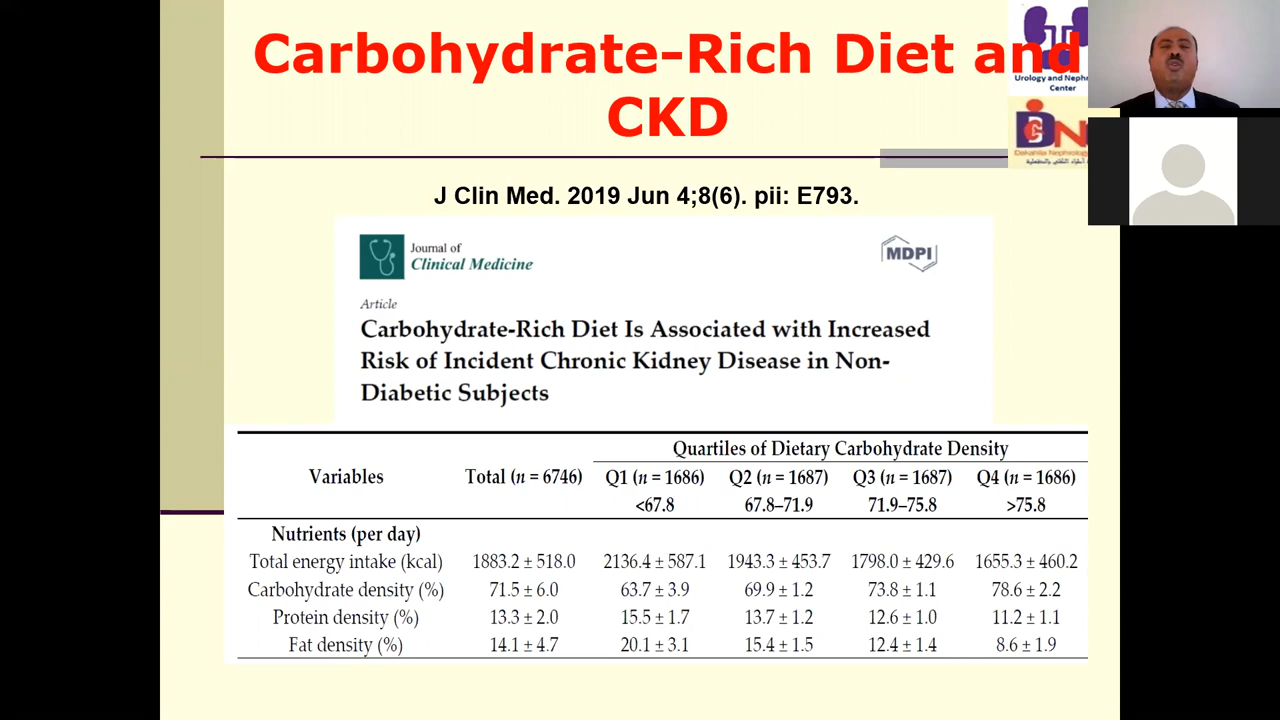 Carbohydrate-Rich Diet and
CKD
Urology and Nephr
Center
Dakahlia Nephrology
J Clin Med. 2019 Jun 4;8(6). pii: E793.
Journal of
Clinical Medicine
MDPI
Article
Carbohydrate-Rich Diet Is Associated with Increased
Risk of Incident Chronic Kidney Disease in Non-
Diabetic Subjects
Quartiles of Dietary Carbohydrate Density
Variables Total (n = 6746) Q1 (n = 1686) Q2 (n = 1687) Q3 (n = 1687) Q4 (n = 1686)
<67.8 67.8–71.9 71.9–75.8 >75.8
Nutrients (per day)
Total energy intake (kcal) 1883.2 ± 518.0 2136.4 ± 587.1 1943.3 ± 453.7 1798.0 ± 429.6 1655.3 ± 460.2
Carbohydrate density (%) 71.5 ± 6.0 63.7 ± 3.9 69.9 ± 1.2 73.8 ± 1.1 78.6 ± 2.2
Protein density (%) 13.3 ± 2.0 15.5 ± 1.7 13.7 ± 1.2 12.6 ± 1.0 11.2 ± 1.1
Fat density (%) 14.1 ± 4.7 20.1 ± 3.1 15.4 ± 1.5 12.4 ± 1.4 8.6 ± 1.9